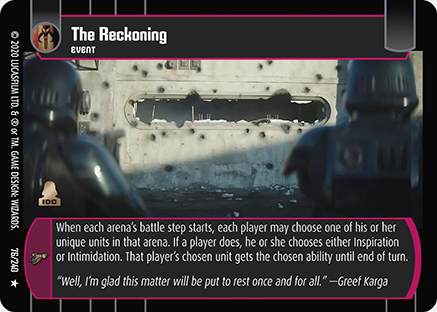 The Reckoning
EVENT
© 2020 LUCASFILM LTD. & ® OR TM. GAME DESIGN: WIZARDS.
IDC
76/240
When each arena's battle step starts, each player may choose one of his or her
unique units in that arena. If a player does, he or she chooses either Inspiration
or Intimidation. That player's chosen unit gets the chosen ability until end of turn.
"Well, I'm glad this matter will be put to rest once and for all." —Greef Karga